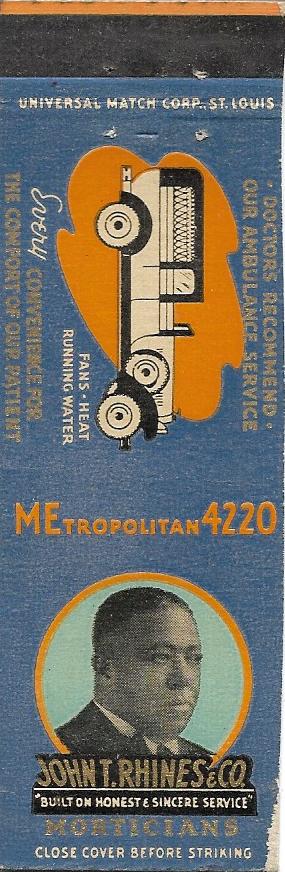 UNIVERSAL MATCH CORP., ST. LOUIS
• DOCTORS RECOMMEND •
OUR AMBULANCE SERVICE
FANS • HEAT
RUNNING WATER
Every CONVENIENCE FOR
THE COMFORT OF OUR PATIENT
METROPOLITAN 4220
JOHN T. RHINES & CO.
"BUILT ON HONEST & SINCERE SERVICE"
MORTICIANS
CLOSE COVER BEFORE STRIKING